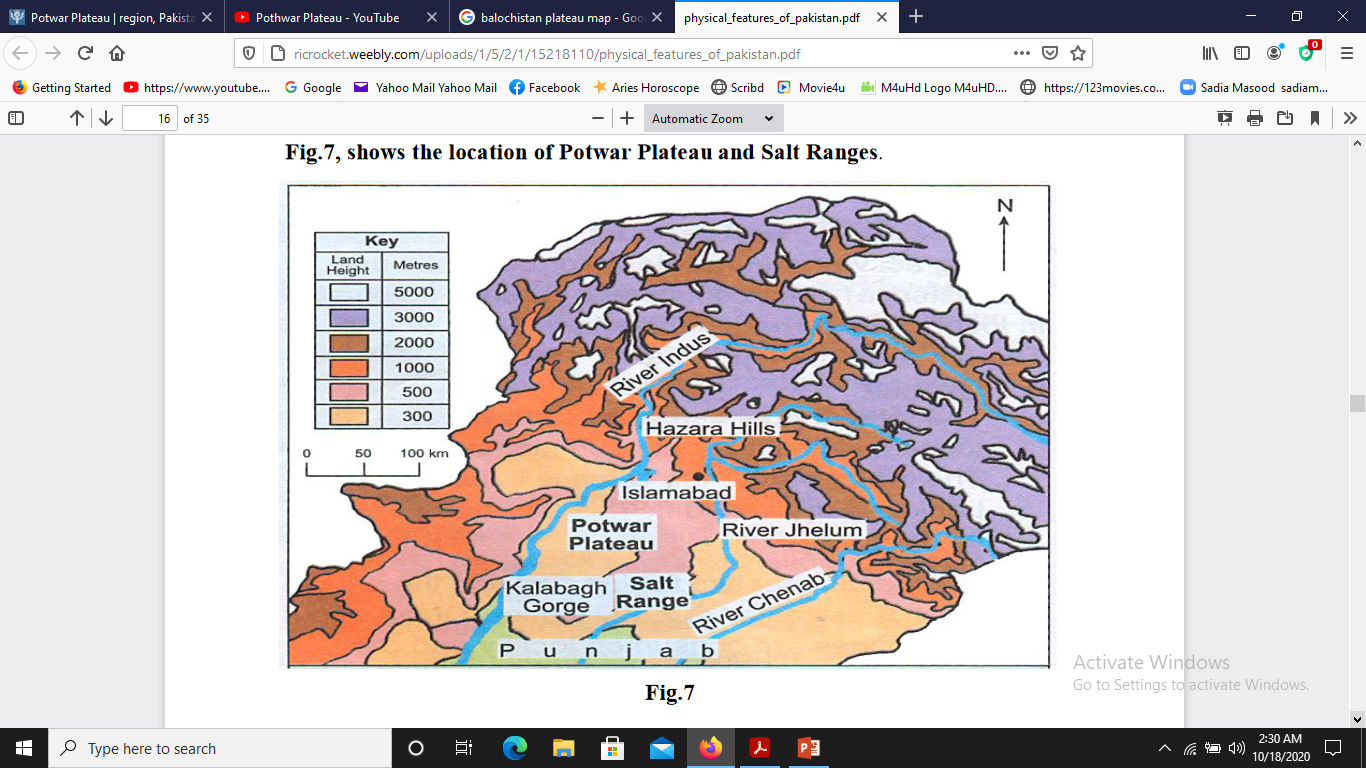 Potwar Plateau | region, Pakista
Pothwar Plateau - YouTube
balochistan plateau map - Goo
physical_features_of_pakistan.pdf
ricrocket.weebly.com/uploads/1/5/2/1/15218110/physical_features_of_pakistan.pdf
0
Getting Started
https://www.youtube....
Google
Yahoo Mail Yahoo Mail
Facebook
Aries Horoscope
Scribd
Movie4u
M4uHd Logo M4uHD....
https://123movies.co...
Sadia Masood sadiam...
16 of 35
Automatic Zoom
Fig.7, shows the location of Potwar Plateau and Salt Ranges.
N
Key
Land Height
Metres
5000
3000
2000
1000
500
300
0 50 100 km
River Indus
Hazara Hills
Islamabad
Potwar
Plateau
River Jhelum
Kalabagh
Gorge
Salt
Range
River Chenab
Punjab
Fig.7
Activate Windows
Go to Settings to activate Windows.
Type here to search
2:30 AM
10/18/2020